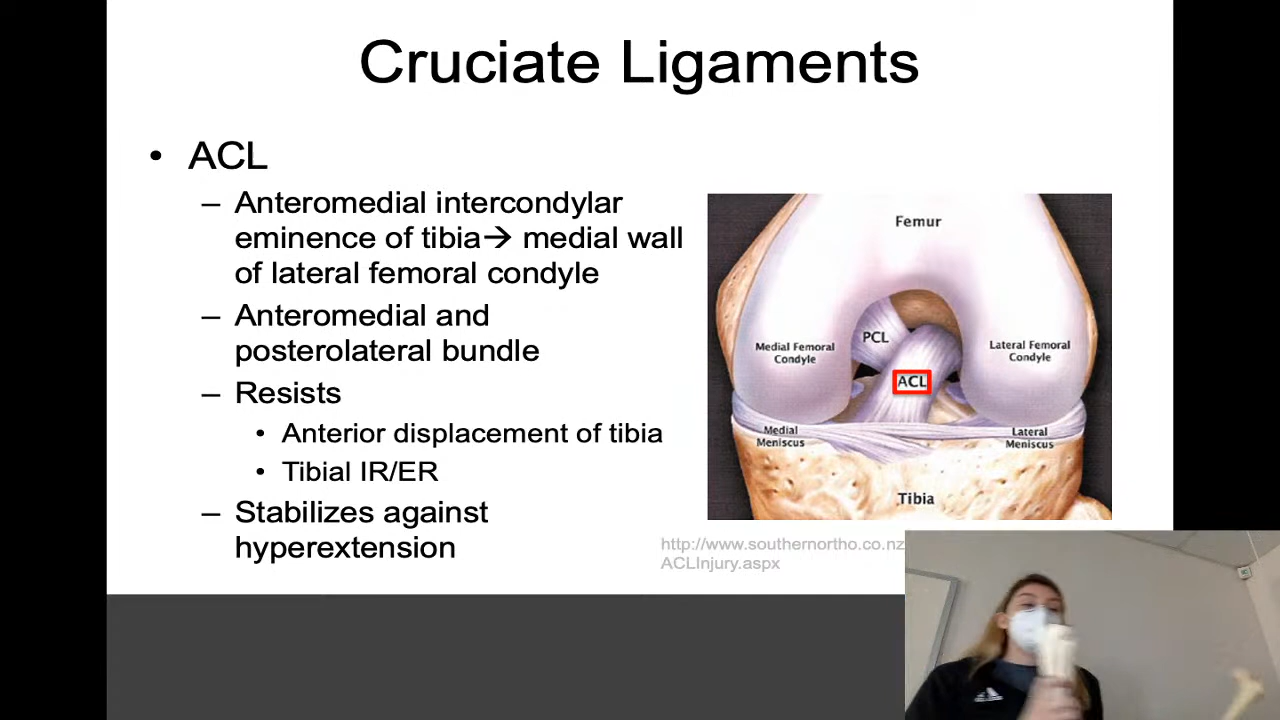 Cruciate Ligaments
• ACL
– Anteromedial intercondylar
eminence of tibia→ medial wall
of lateral femoral condyle
– Anteromedial and
posterolateral bundle
– Resists
• Anterior displacement of tibia
• Tibial IR/ER
– Stabilizes against
hyperextension
Femur
PCL
Medial Femoral
Condyle
Lateral Femoral
Condyle
ACL
Medial
Meniscus
Lateral
Meniscus
Tibia
http://www.southernortho.co.nz
ACLInjury.aspx